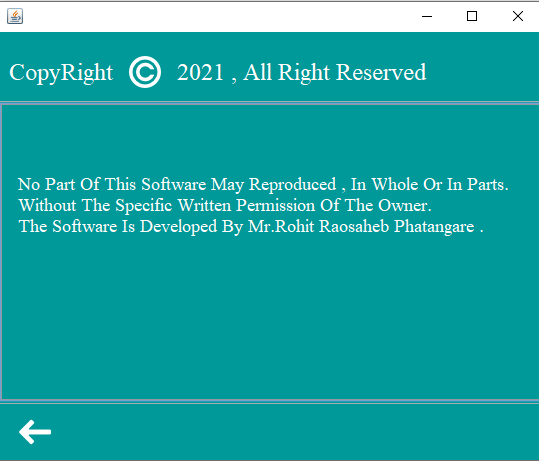 CopyRight © 2021 , All Right Reserved
No Part Of This Software May Reproduced , In Whole Or In Parts.
Without The Specific Written Permission Of The Owner.
The Software Is Developed By Mr.Rohit Raosaheb Phatangare .